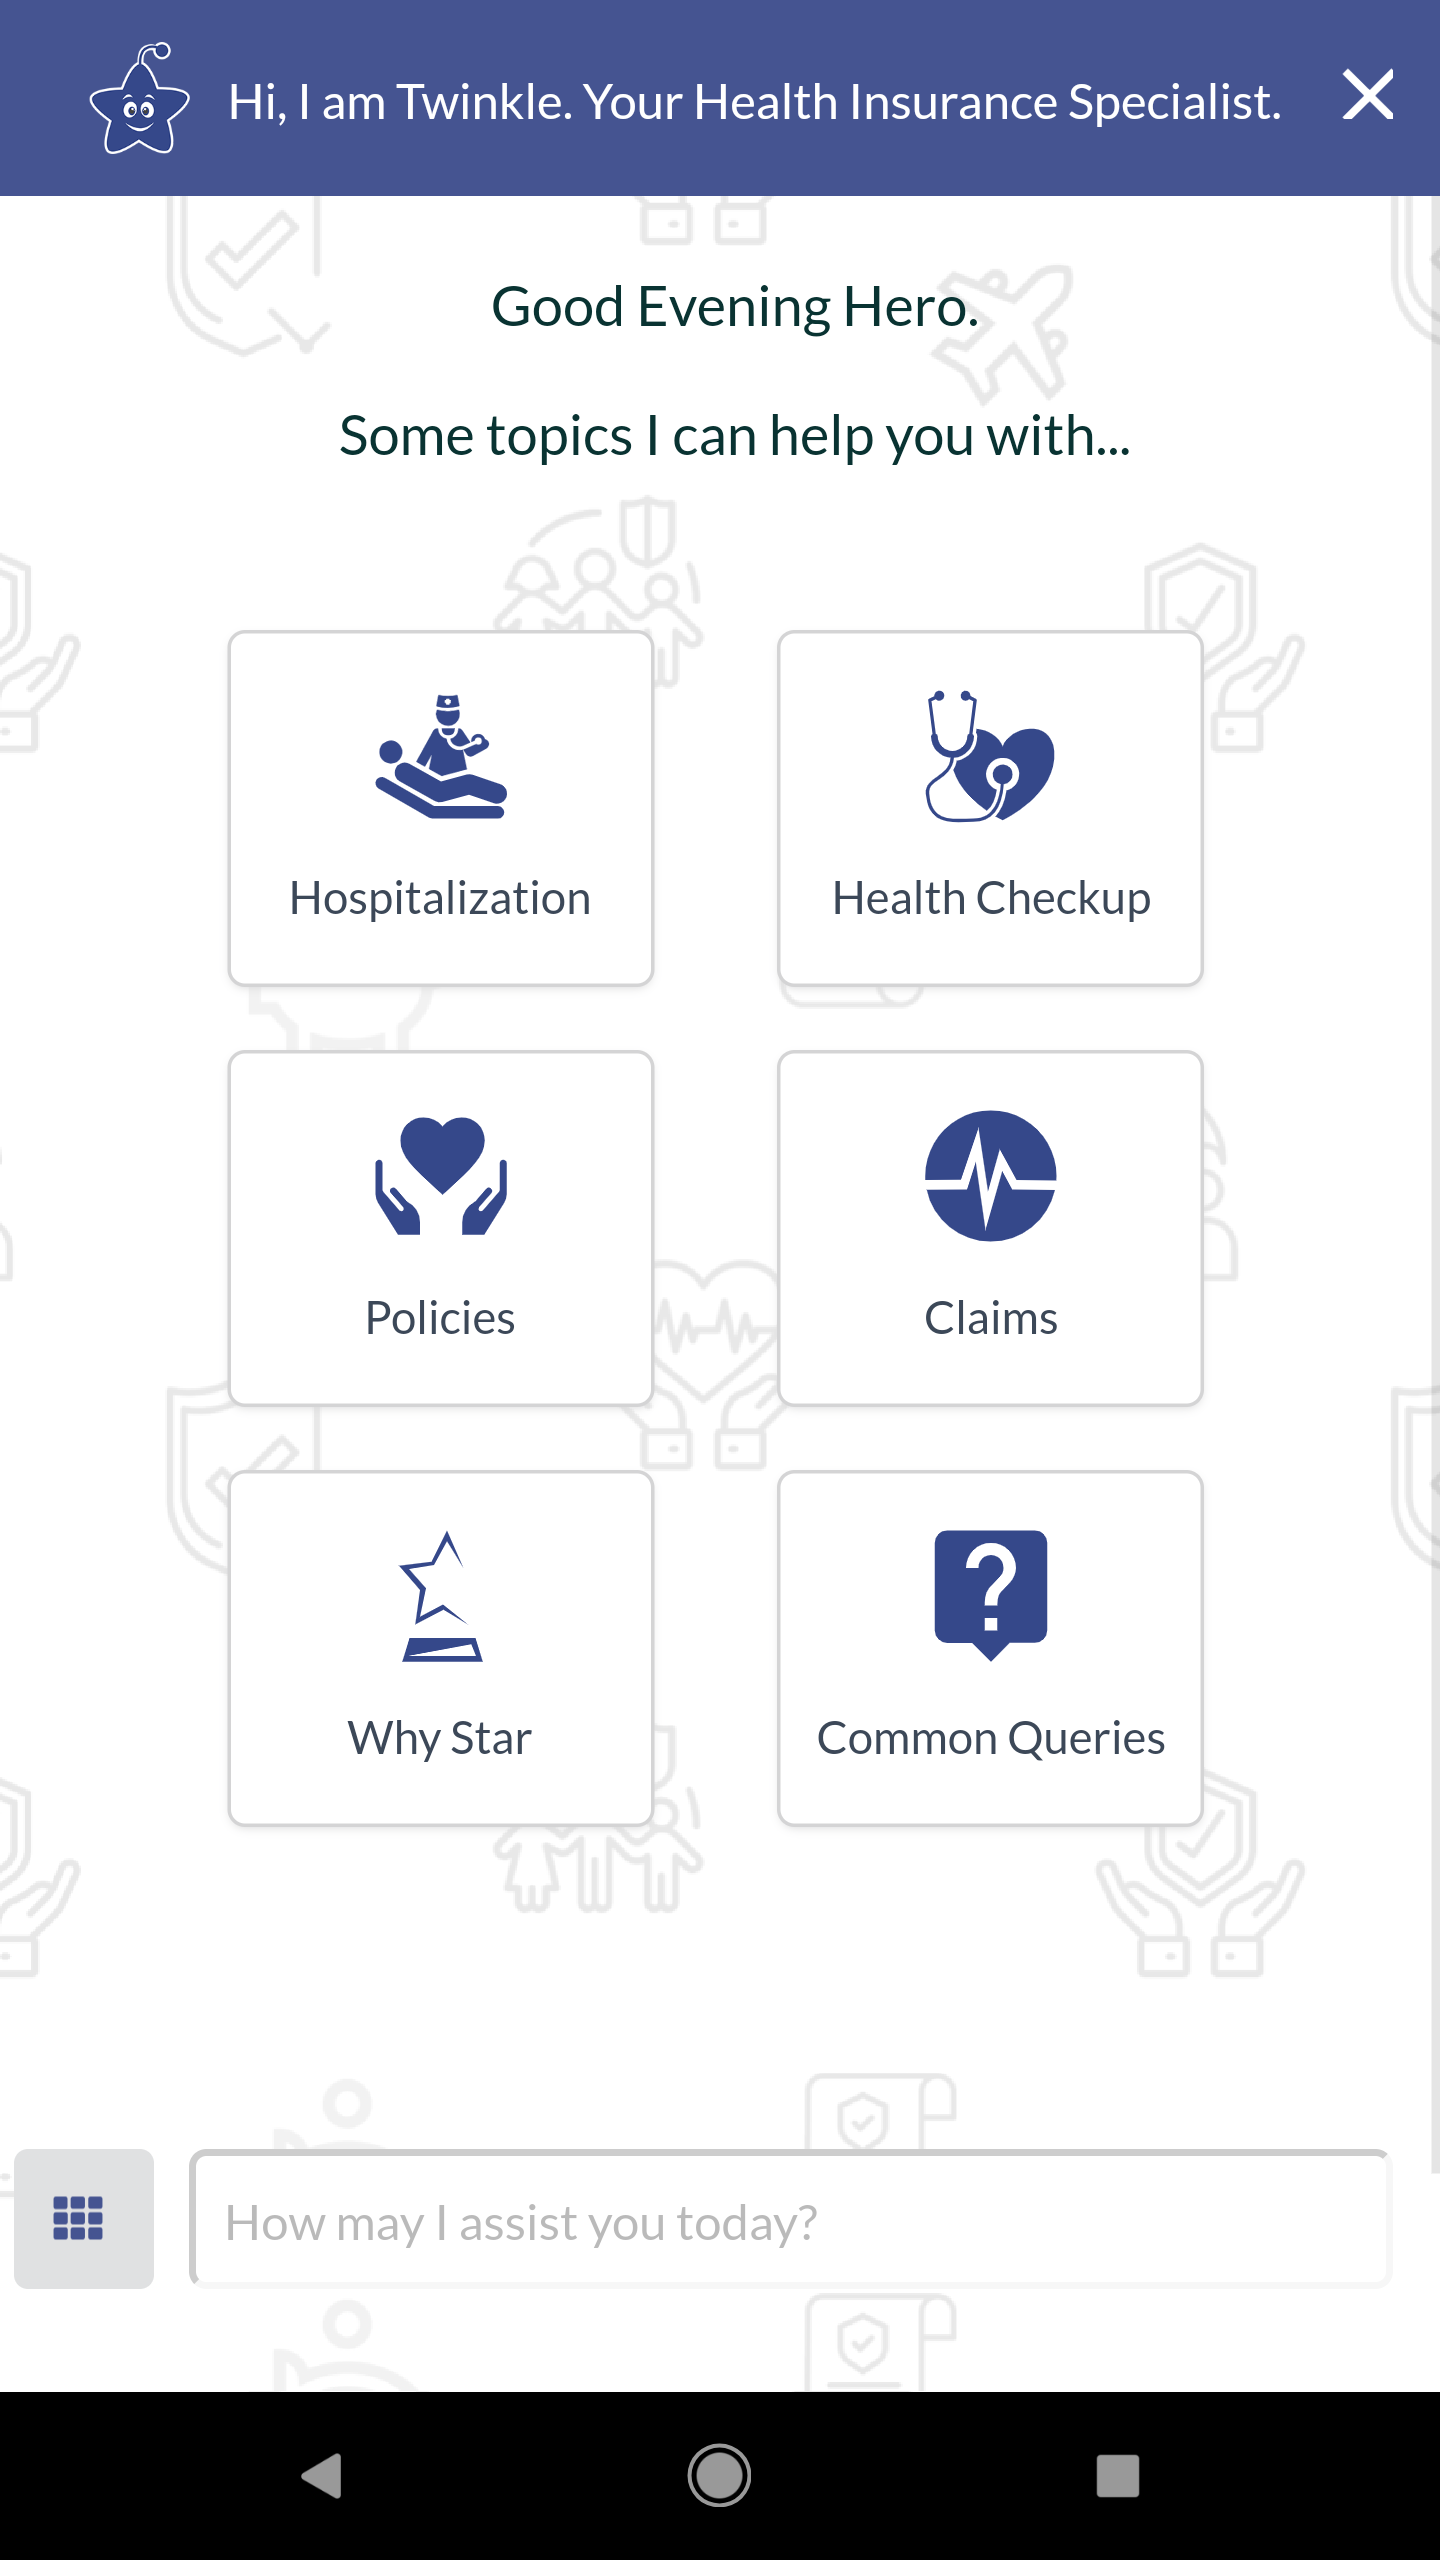 Hi, I am Twinkle. Your Health Insurance Specialist.
Good Evening Hero.
Some topics I can help you with...
Hospitalization
Health Checkup
Policies
Claims
Why Star
Common Queries
How may I assist you today?